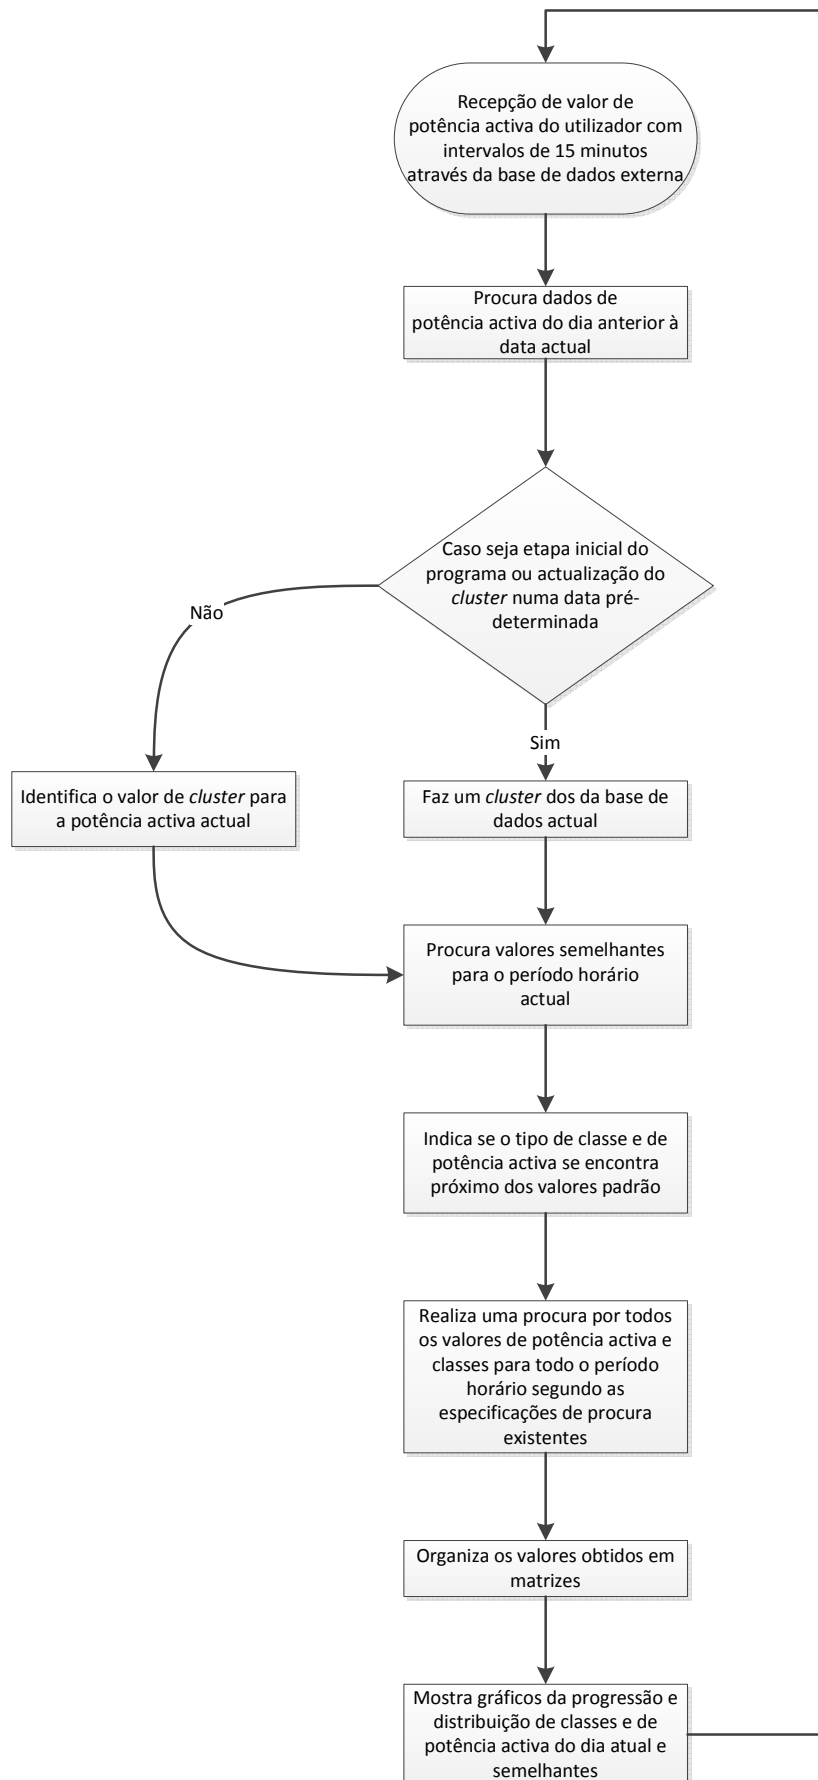 Recepção de valor de
potência activa do utilizador com
intervalos de 15 minutos
através da base de dados externa
Procura dados de
potência activa do dia anterior à
data actual
Caso seja etapa inicial do
programa ou actualização do
cluster numa data pré-
determinada
Não
Sim
Identifica o valor de cluster para
a potência activa actual
Faz um cluster dos da base de
dados actual
Procura valores semelhantes
para o período horário
actual
Indica se o tipo de classe e de
potência activa se encontra
próximo dos valores padrão
Realiza uma procura por todos
os valores de potência activa e
classes para todo o período
horário segundo as
especificações de procura
existentes
Organiza os valores obtidos em
matrizes
Mostra gráficos da progressão e
distribuição de classes e de
potência activa do dia atual e
semelhantes